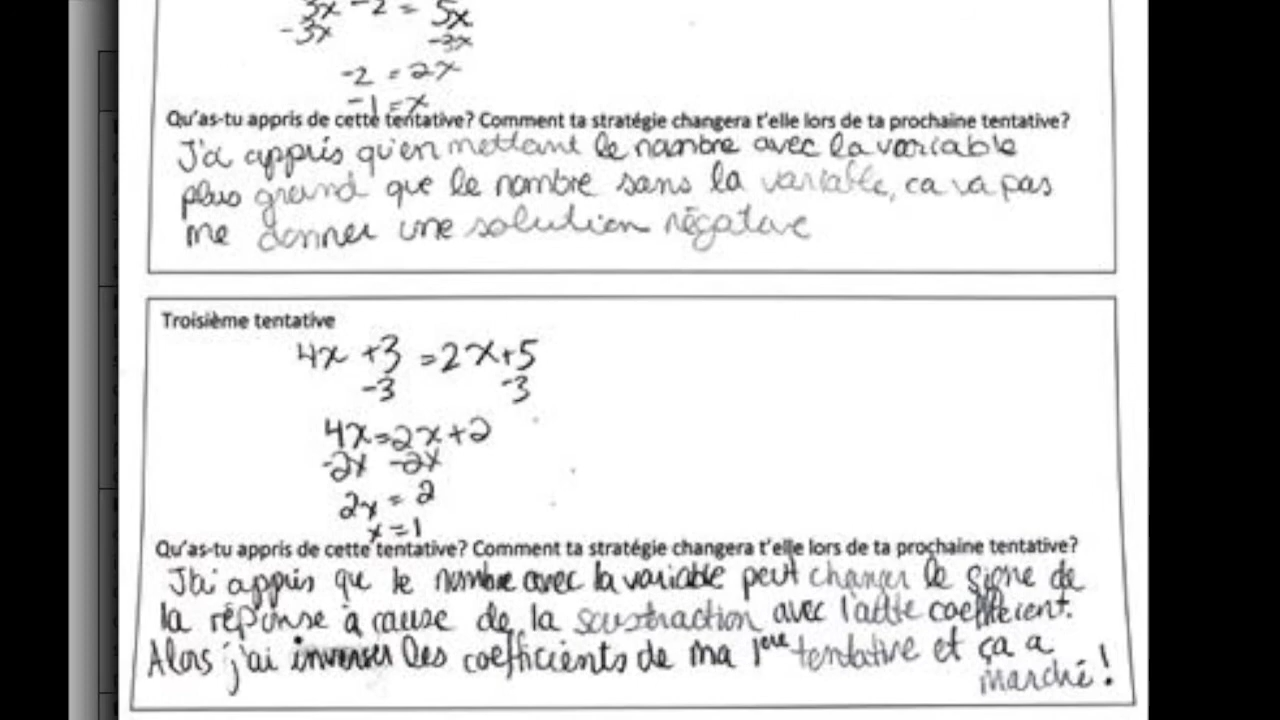 3x -2 = 5x
-3x -3x
-2 = 2x
-1 = x
Qu'as-tu appris de cette tentative? Comment ta stratégie changera t'elle lors de ta prochaine tentative?
J'a appris qu'en mettant le nombre avec la variable
plus grand que le nombre sans la variable, ca va pas
me donner une solution négative
Troisième tentative
4x +3 = 2x+5
-3 -3
4x=2x+2
-2x -2x
2x = 2
x = 1
Qu'as-tu appris de cette tentative? Comment ta stratégie changera t'elle lors de ta prochaine tentative?
J'ai appris que le nombre avec la variable peut changer le signe de
la réponse à cause de la soustraction avec l'autre coefficient.
Alors j'ai inverser les coefficients de ma 1ère tentative et ça a
marché!